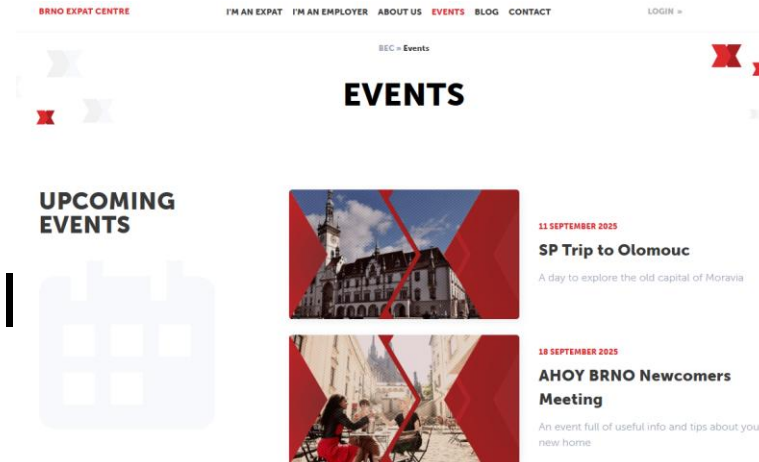 BRNO EXPAT CENTRE
I'M AN EXPAT I'M AN EMPLOYER ABOUT US EVENTS BLOG CONTACT
LOGIN »
BEC » Events
EVENTS
UPCOMING
EVENTS
11 SEPTEMBER 2025
SP Trip to Olomouc
A day to explore the old capital of Moravia
18 SEPTEMBER 2025
AHOY BRNO Newcomers
Meeting
An event full of useful info and tips about you
new home